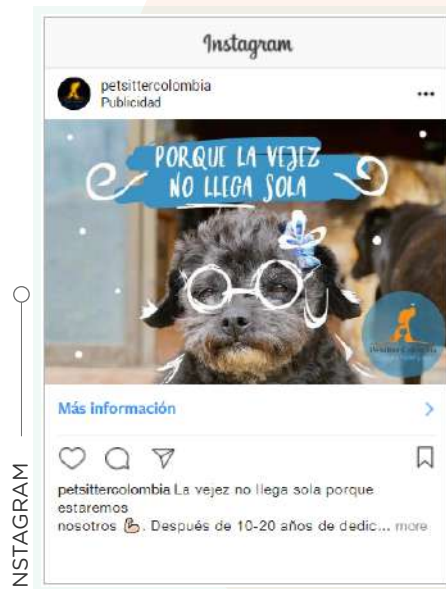 Instagram
petsittercolombia
Publicidad
PORQUE LA VEJEZ
NO LLEGA SOLA
Más información
petsittercolombia La vejez no llega sola porque
estaremos
nosotros 💪🏻. Después de 10-20 años de dedic... more
NSTAGRAM